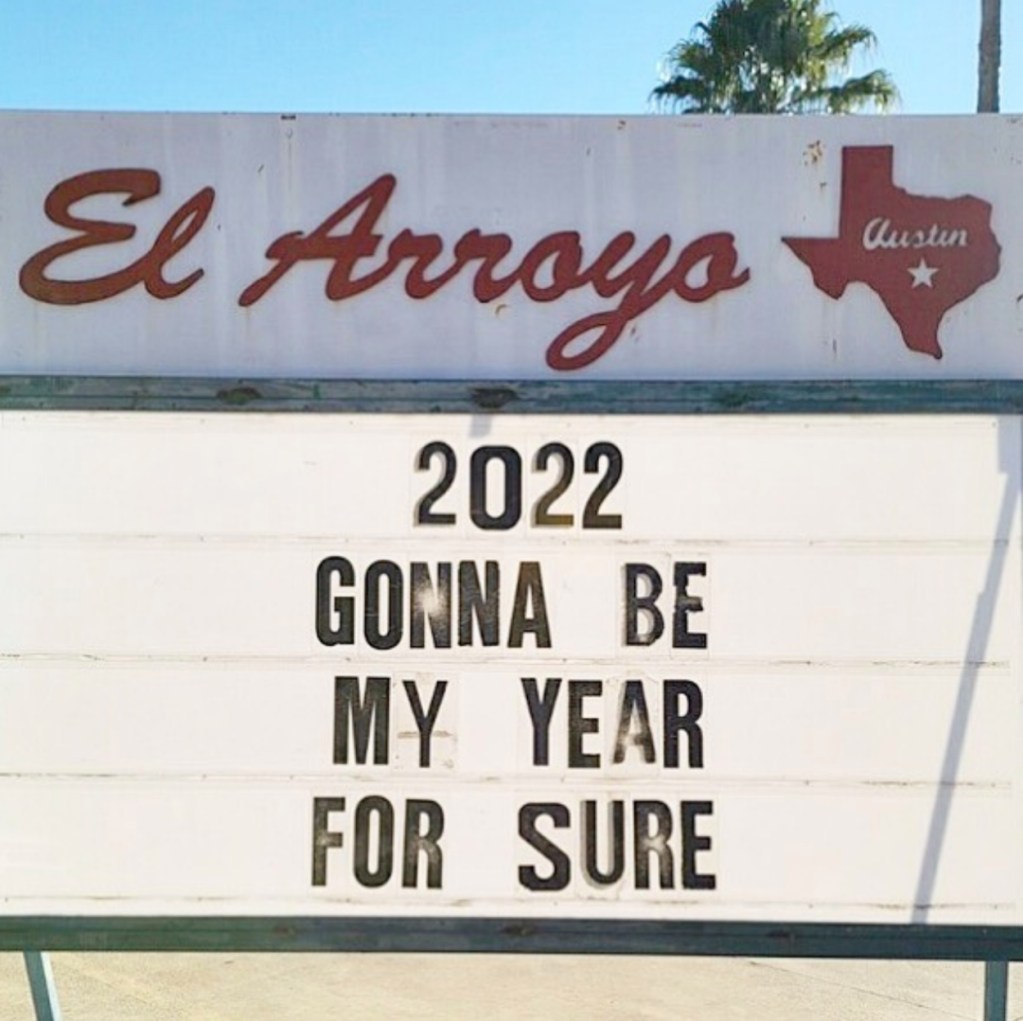 El Arroyo
Austin
2022
GONNA BE
MY YEAR
FOR SURE